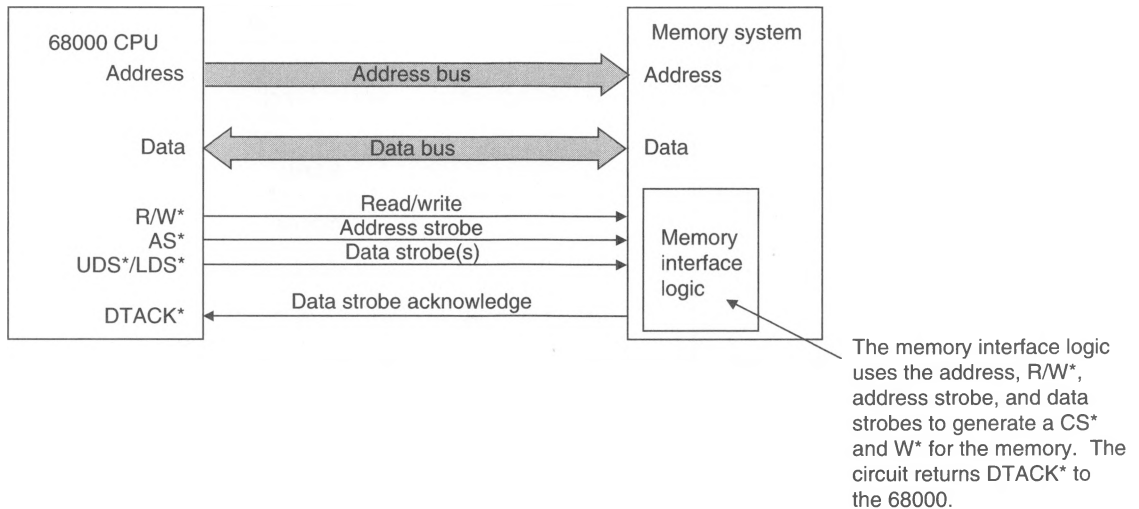 68000 CPU
Memory system
Address
Address bus
Address
Data
Data bus
Data
R/W*
Read/write
AS*
Address strobe
UDS*/LDS*
Data strobe(s)
DTACK*
Data strobe acknowledge
Memory
interface
logic
The memory interface logic
uses the address, R/W*,
address strobe, and data
strobes to generate a CS*
and W* for the memory. The
circuit returns DTACK* to
the 68000.